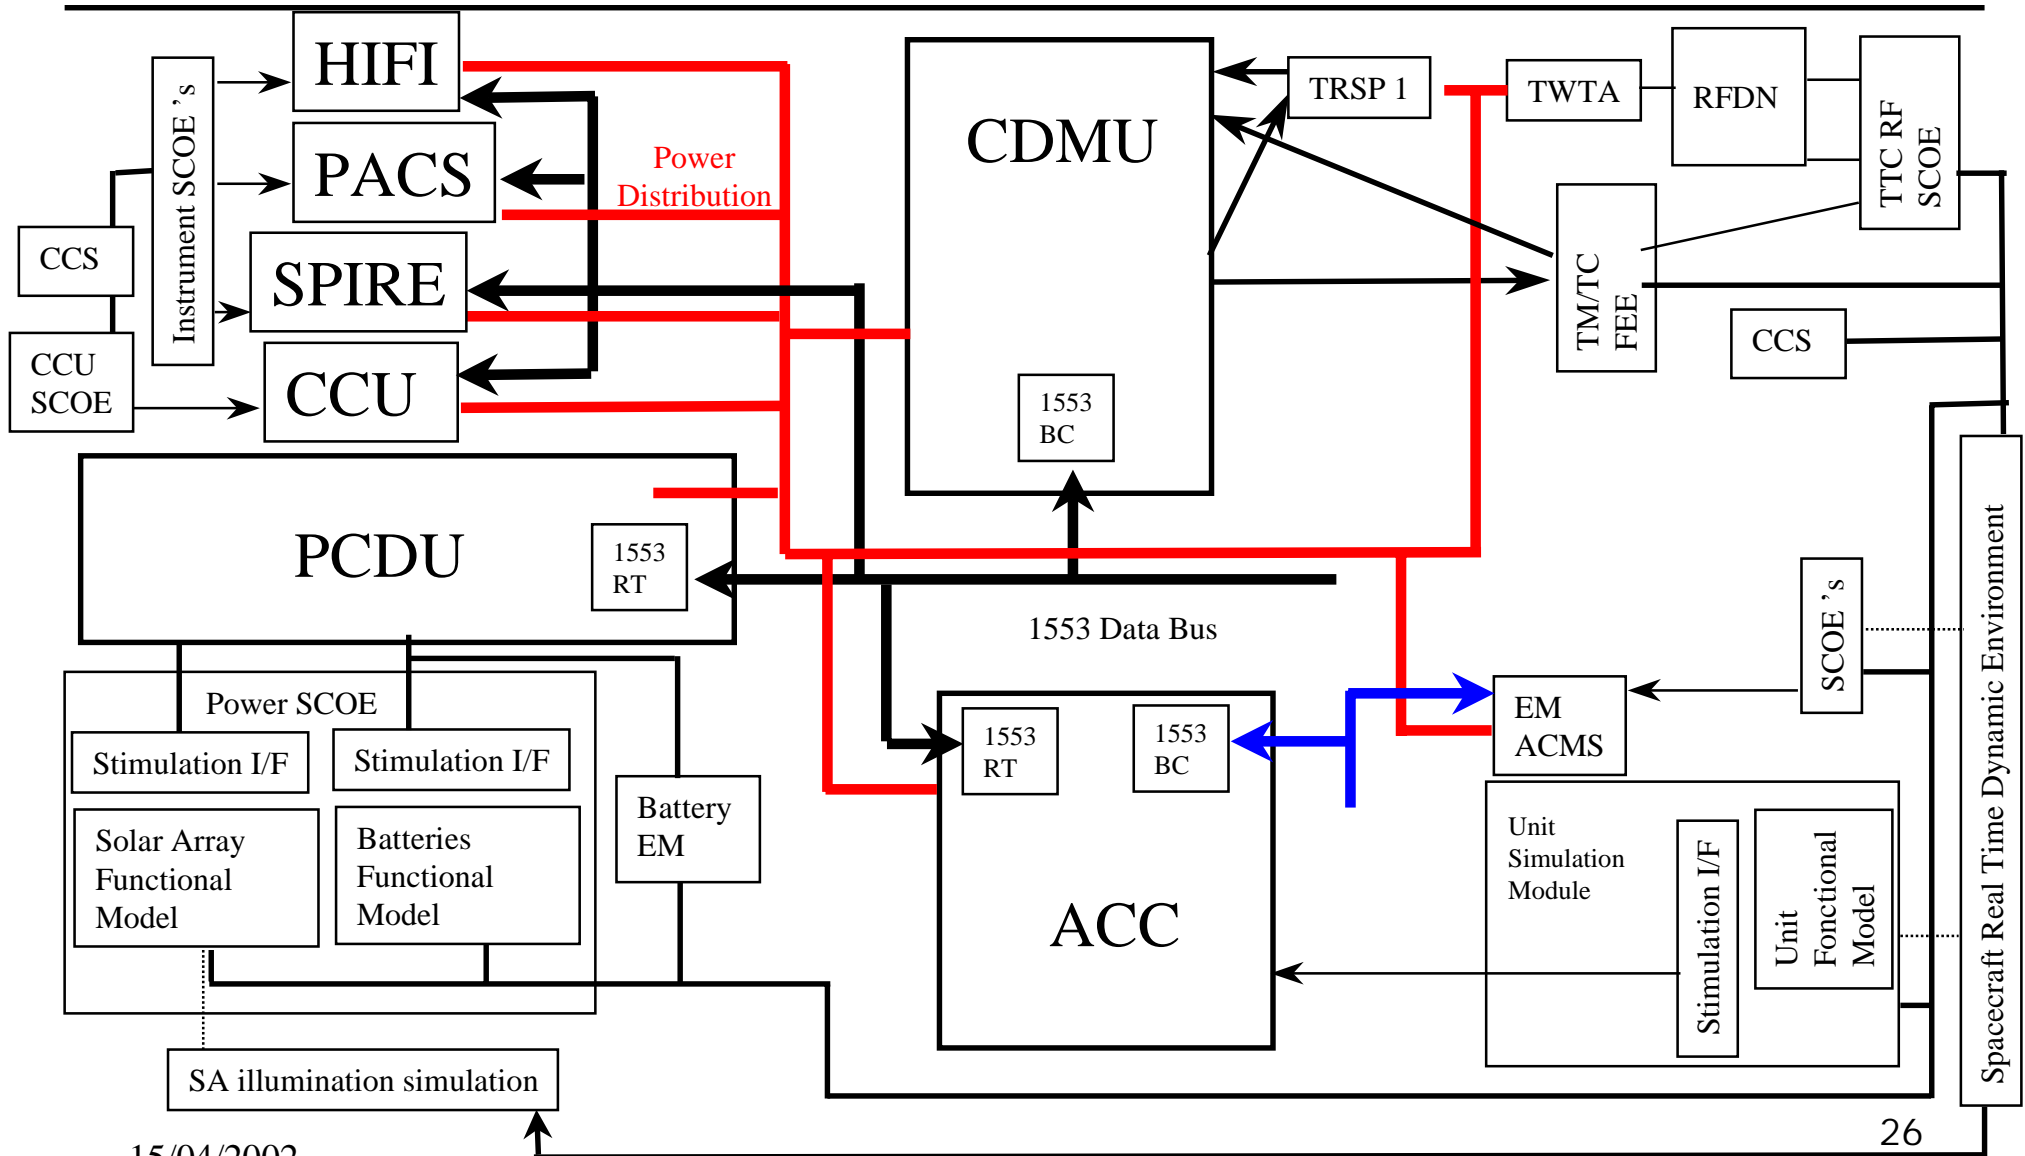 HIFI
PACS
SPIRE
CCU
Instrument SCOE 's
CCS
CCU
SCOE
Power
Distribution
CDMU
1553
BC
TRSP 1
TWTA
RFDN
TTC RF
SCOE
TM/TC
FEE
CCS
PCDU
1553
RT
1553 Data Bus
Power SCOE
Stimulation I/F
Stimulation I/F
Solar Array
Functional
Model
Batteries
Functional
Model
Battery
EM
SA illumination simulation
1553
RT
1553
BC
ACC
EM
ACMS
SCOE 's
Unit
Simulation
Module
Stimulation I/F
Unit
Fonctional
Model
Spacecraft Real Time Dynamic Environment
15/04/2002
26